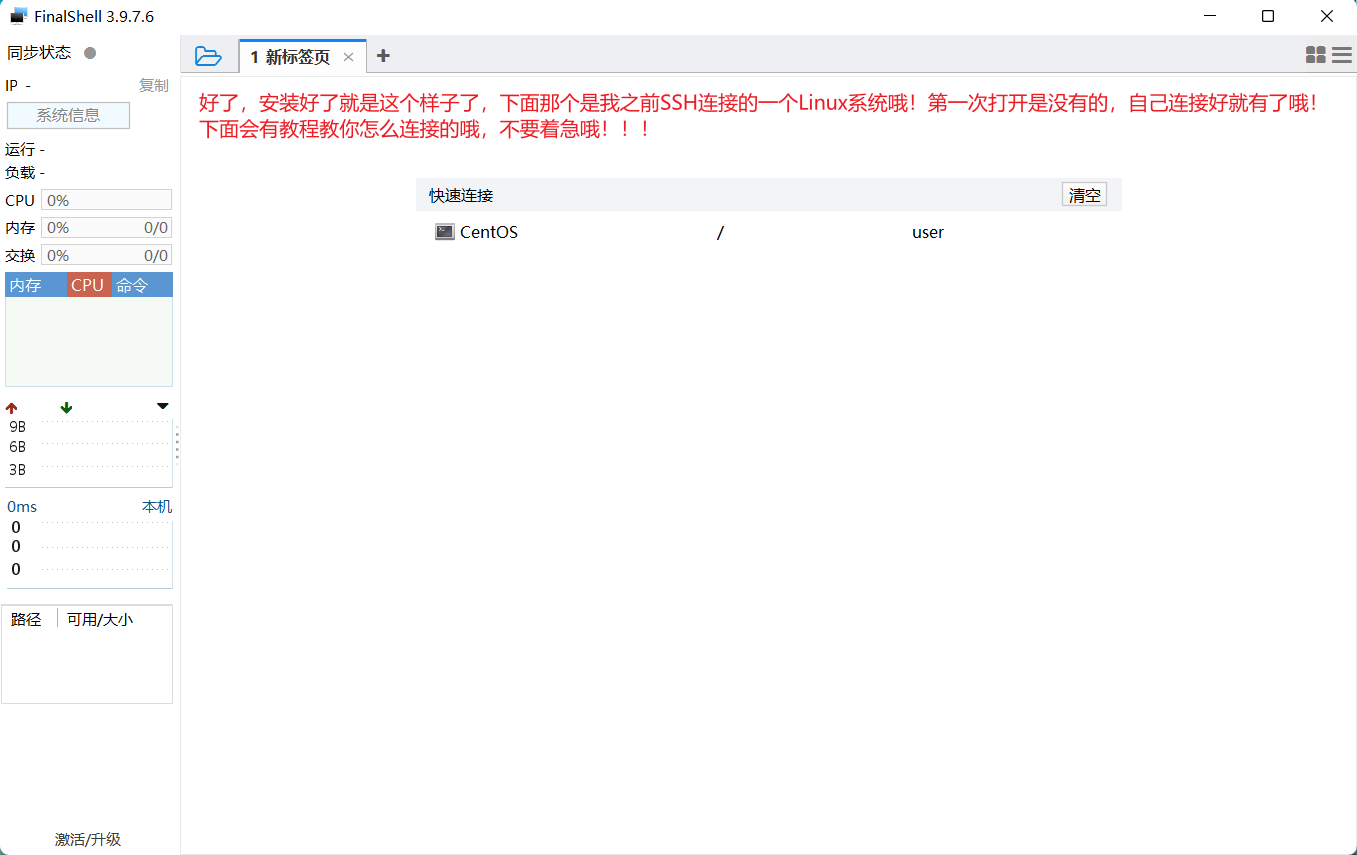 FinalShell 3.9.7.6
同步状态
IP -
复制
系统信息
运行 -
负载 -
CPU 0%
内存 0% 0/0
交换 0% 0/0
内存 CPU 命令
9B
6B
3B
0ms 本机
0
0
0
路径 可用/大小
激活/升级
1 新标签页
好了，安装好了就是这个样子了，下面那个是我之前SSH连接的一个Linux系统哦！第一次打开是没有的，自己连接好就有了哦！
下面会有教程教你怎么连接的哦，不要着急哦！！！
快速连接 清空
CentOS / user